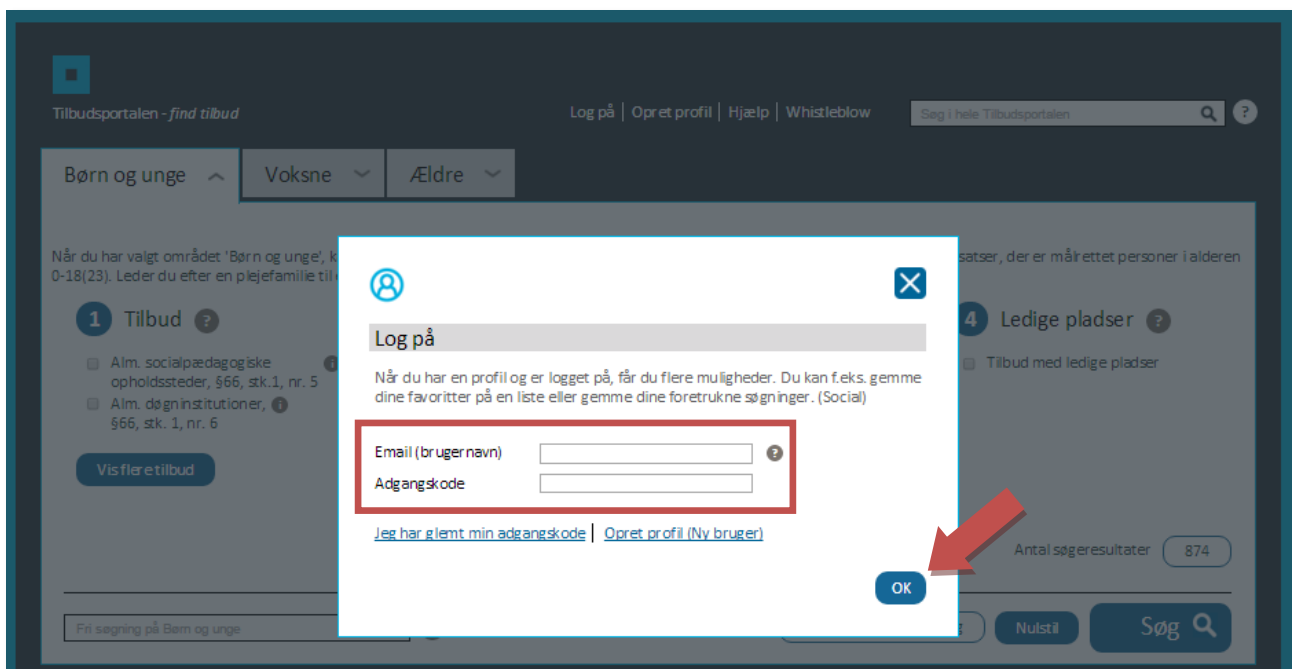 Tilbudsportalen - find tilbud
Log på | Opret profil | Hjælp | Whistleblow
Søg i hele Tilbudsportalen
?
Børn og unge
Voksne
Ældre
Når du har valgt området 'Børn og unge', k
satser, der er målrettet personer i alderen
0-18(23). Leder du efter en plejefamilie til
1 Tilbud ?
4 Ledige pladser ?
Alm. socialpædagogiske
opholdssteder, §66, stk.1, nr. 5
Alm. døgninstitutioner,
§66, stk. 1, nr. 6
Vis flere tilbud
Tilbud med ledige pladser
Log på
Når du har en profil og er logget på, får du flere muligheder. Du kan f.eks. gemme
dine favoritter på en liste eller gemme dine foretrukne søgninger. (Social)
Email (brugernavn)
?
Adgangskode
Jeg har glemt min adgangskode | Opret profil (Ny bruger)
OK
Antal søgeresultater 874
Fri søgning på Børn og unge
Nulstil
Søg